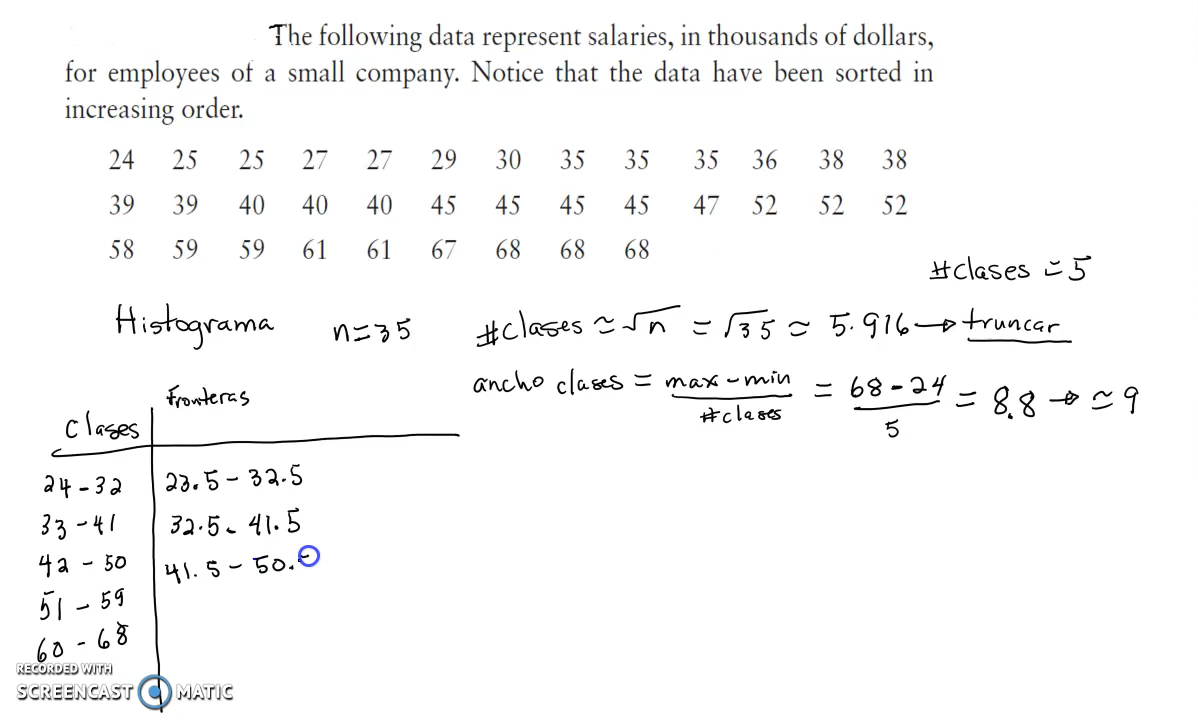 The following data represent salaries, in thousands of dollars,
for employees of a small company. Notice that the data have been sorted in
increasing order.
24 25 25 27 27 29 30 35 35 35 36 38 38
39 39 40 40 40 45 45 45 45 47 52 52 52
58 59 59 61 61 67 68 68 68
#clases = 5
Histograma n=35 #clases ≈ √n = √35 ≈ 5.916 → truncar
ancho clases = max - min / #clases = 68 - 24 / 5 = 8.8 → ≈ 9
Clases Fronteras
24 - 32 23.5 - 32.5
33 - 41 32.5 - 41.5
42 - 50 41.5 - 50.
51 - 59
60 - 68
RECORDED WITH
SCREENCAST MATIC